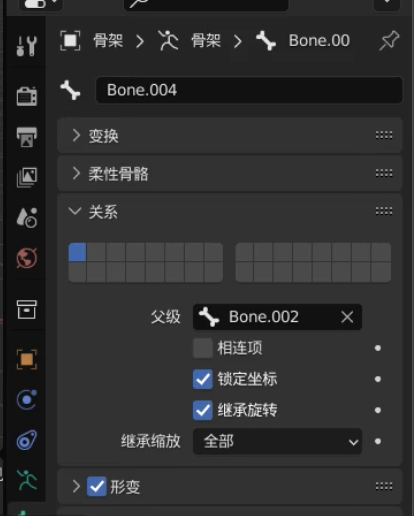 骨架 > 骨架 > Bone.00
Bone.004
变换
柔性骨骼
关系
父级 Bone.002
相连项
锁定坐标
继承旋转
继承缩放 全部
形变